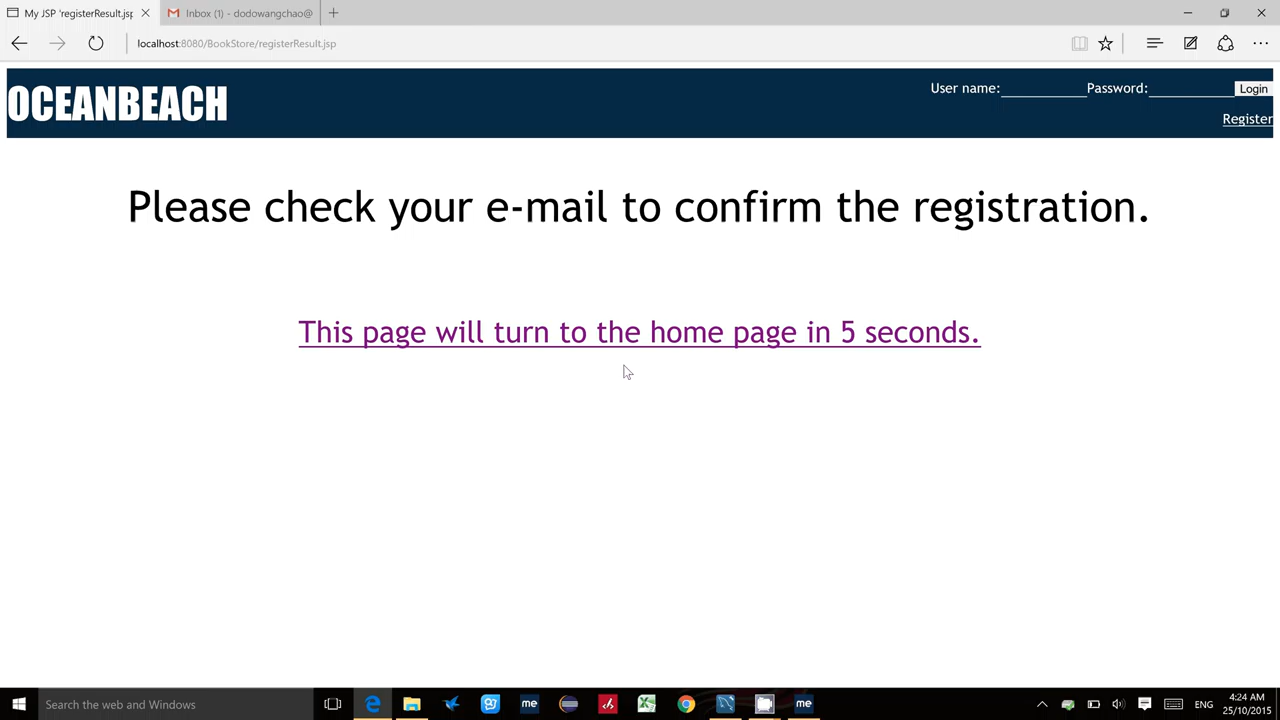 My JSP 'registerResult.jsp
Inbox (1) - dodowangchao@
localhost:8080/BookStore/registerResult.jsp
OCEANBEACH
User name: Password: Login
Register
Please check your e-mail to confirm the registration.
This page will turn to the home page in 5 seconds.
Search the web and Windows
me
me
ENG
4:24 AM
25/10/2015